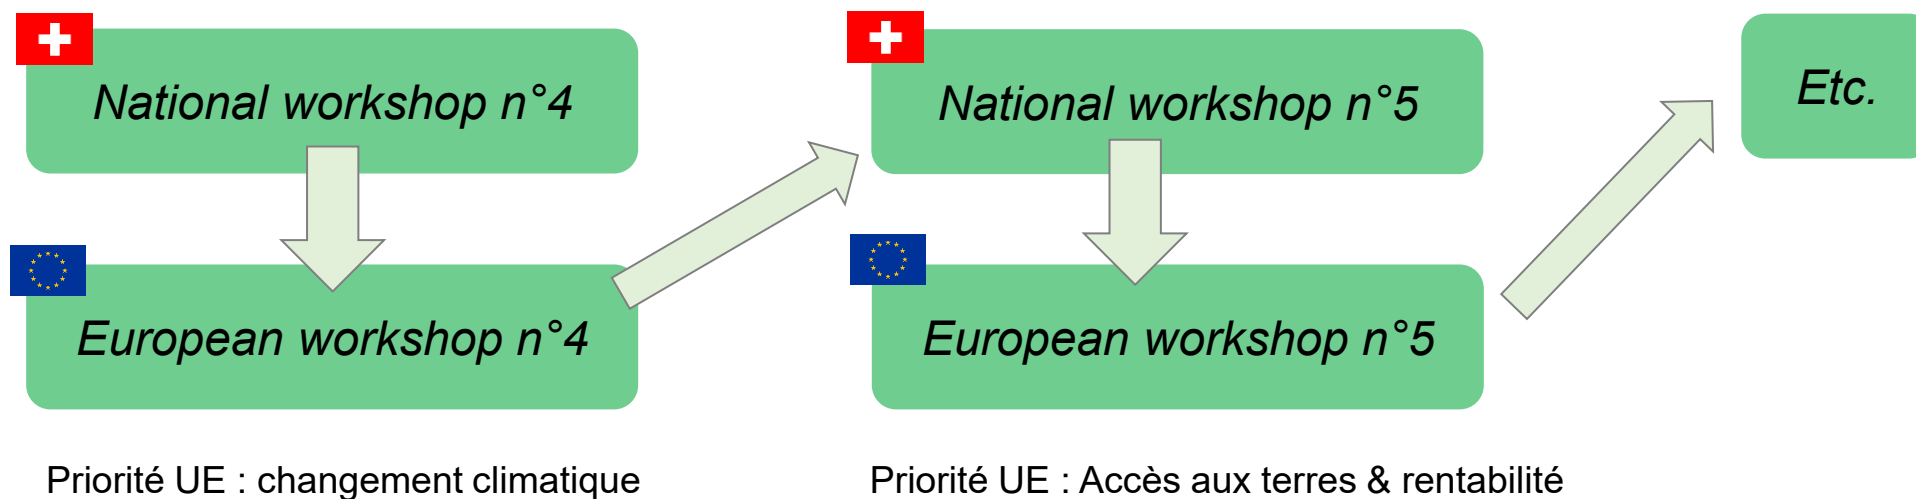 National workshop n°4
National workshop n°5
Etc.
European workshop n°4
European workshop n°5
Priorité UE : changement climatique
Priorité UE : Accès aux terres & rentabilité